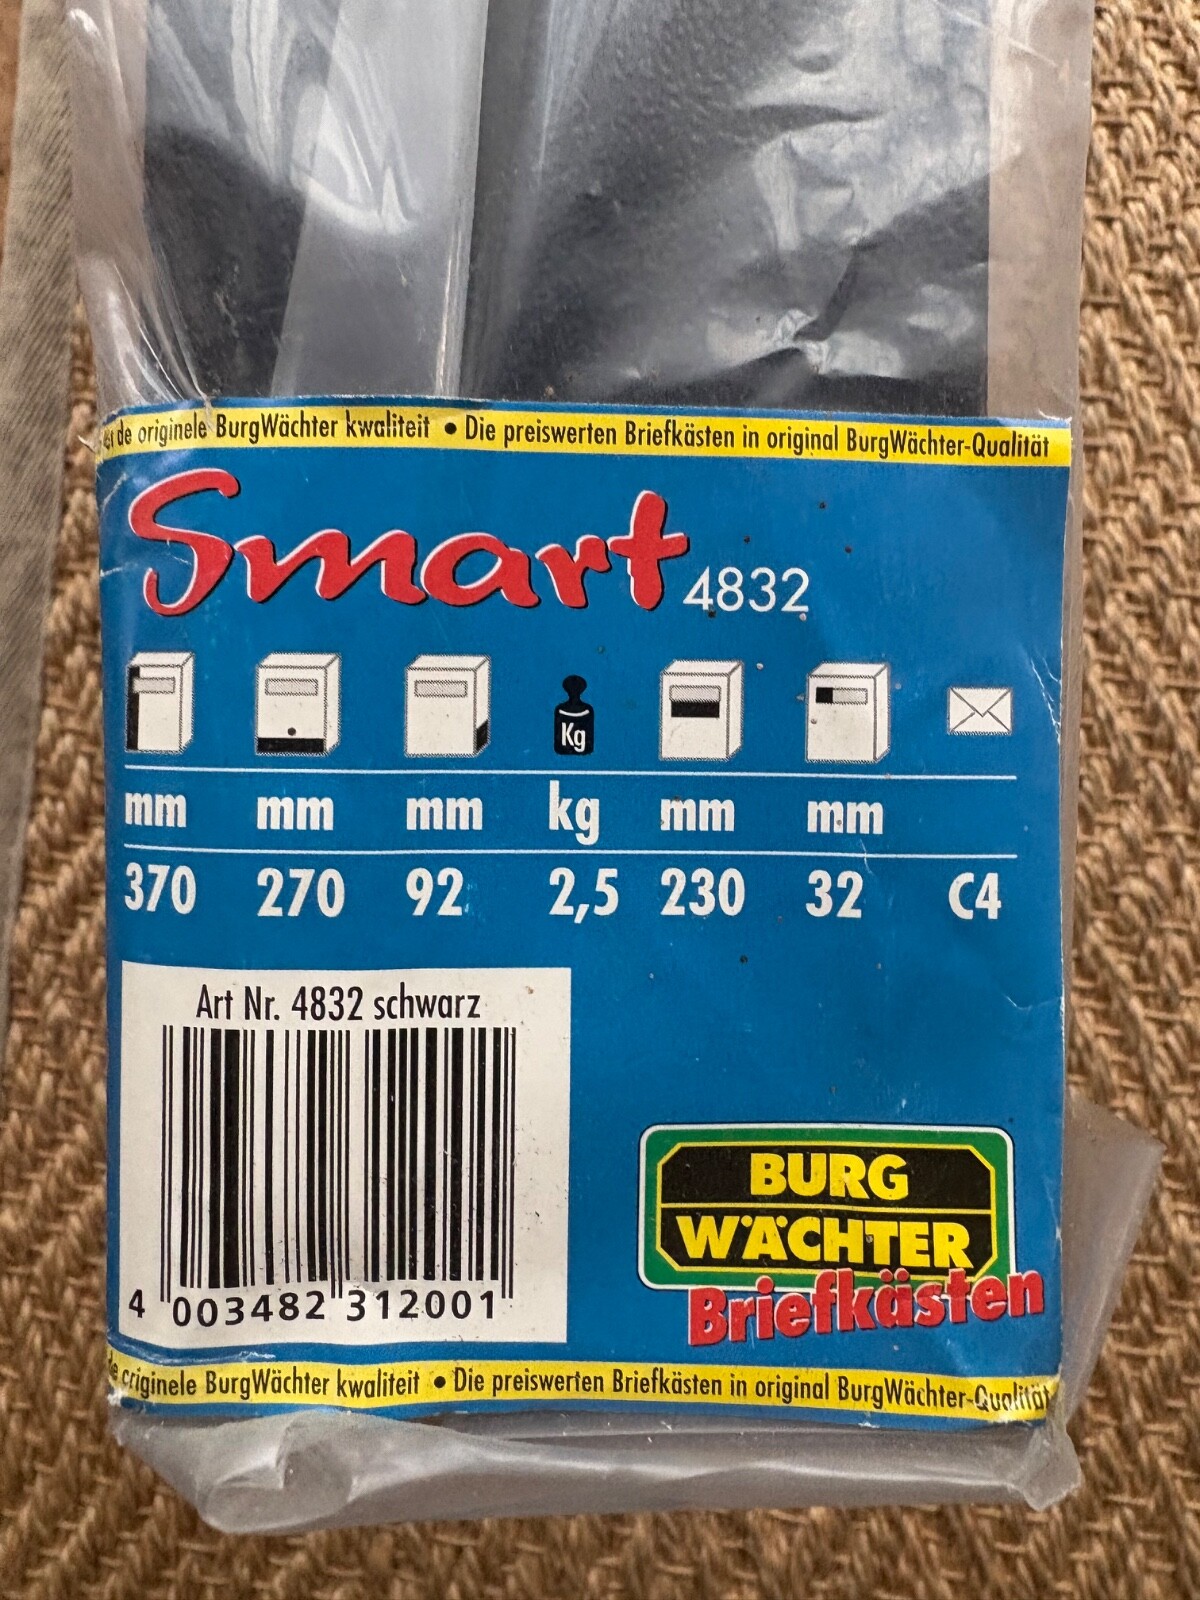 de originele BurgWächter kwaliteit • Die preiswerten Briefkästen in original BurgWächter-Qualität
Smart 4832
Kg
mm mm mm kg mm mm
370 270 92 2,5 230 32 C4
Art Nr. 4832 schwarz
4 003482 312001
BURG
WÄCHTER
Briefkästen
originele BurgWächter kwaliteit • Die preiswerten Briefkästen in original BurgWächter-Qualität